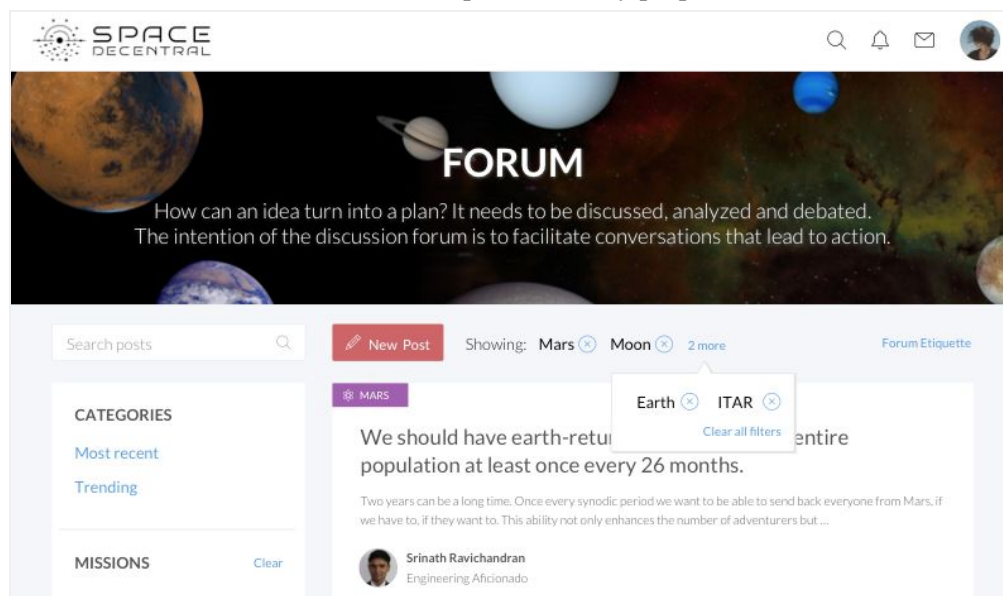 SPACE
DECENTRAL
FORUM
How can an idea turn into a plan? It needs to be discussed, analyzed and debated.
The intention of the discussion forum is to facilitate conversations that lead to action.
Search posts
New Post
Showing: Mars Moon 2 more
Forum Etiquette
Earth ITAR
Clear all filters
CATEGORIES
Most recent
Trending
MISSIONS Clear
MARS
We should have earth-retu entire
population at least once every 26 months.
Two years can be a long time. Once every synodic period we want to be able to send back everyone from Mars, if
we have to, if they want to. This ability not only enhances the number of adventurers but ...
Srinath Ravichandran
Engineering Aficionado